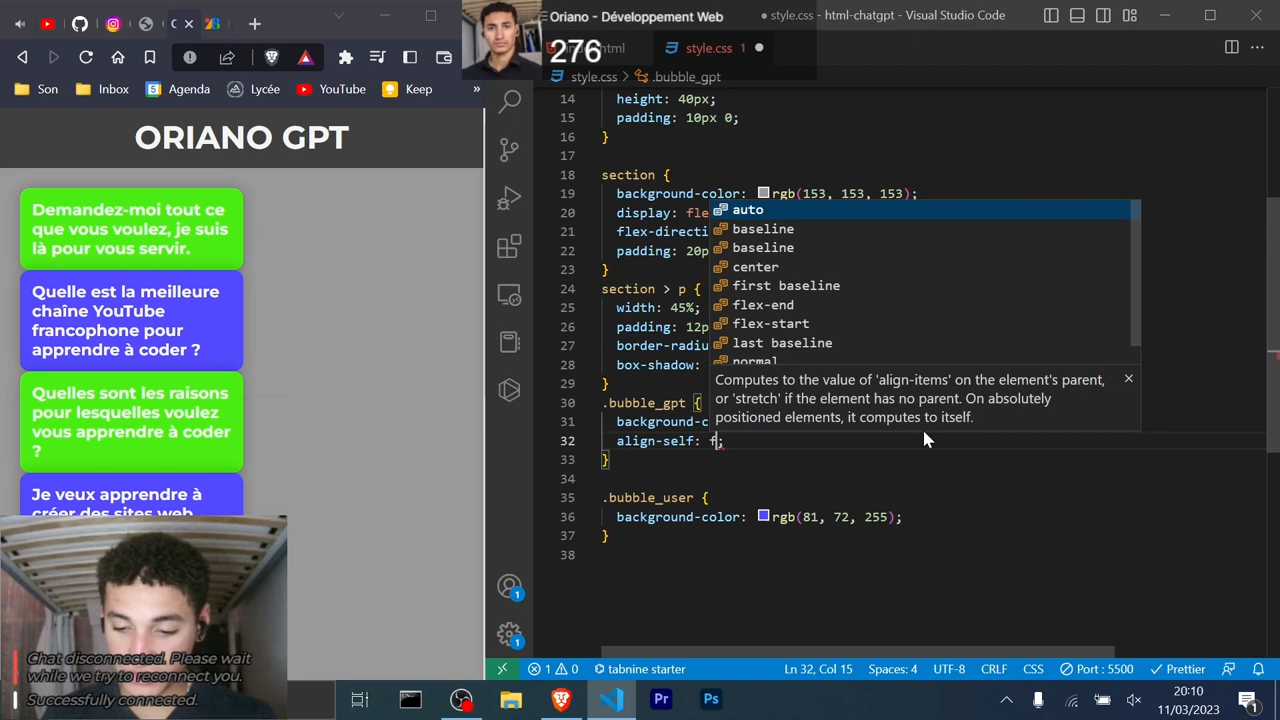 Oriano - Développement Web
276
style.css - html-chatgpt - Visual Studio Code
style.css 1
style.css > .bubble_gpt
Son
Inbox
Agenda
Lycée
YouTube
Keep
»
ORIANO GPT
Demandez-moi tout ce
que vous voulez, je suis
là pour vous servir.
Quelle est la meilleure
chaîne YouTube
francophone pour
apprendre à coder ?
Quelles sont les raisons
pour lesquelles voulez
vous apprendre à coder
?
Je veux apprendre à
créer des sites web
Chat disconnected. Please wait
while we try to reconnect you.
Successfully connected.
14 height: 40px;
15 padding: 10px 0;
16 }
17
18 section {
19 background-color: rgb(153, 153, 153);
20 display: fle
21 flex-directi
22 padding: 20p
23 }
24 section > p {
25 width: 45%;
26 padding: 12p
27 border-radiu
28 box-shadow:
29 }
30 .bubble_gpt {
31 background-c
32 align-self: f;
33 }
34
35 .bubble_user {
36 background-color: rgb(81, 72, 255);
37 }
38
auto
baseline
baseline
center
first baseline
flex-end
flex-start
last baseline
normal
Computes to the value of 'align-items' on the element's parent,
or 'stretch' if the element has no parent. On absolutely
positioned elements, it computes to itself.
1
1
1 0 tabnine starter Ln 32, Col 15 Spaces: 4 UTF-8 CRLF CSS Port : 5500 Prettier
Pr
Ps
20:10
11/03/2023
1